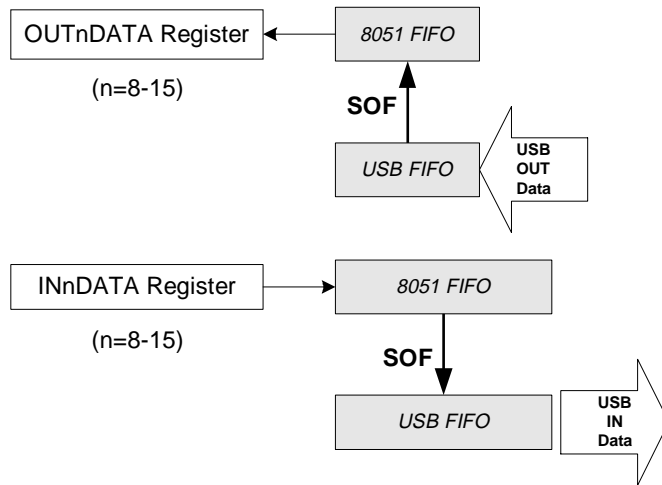 OUTnDATA Register
8051 FIFO
(n=8-15)
SOF
USB FIFO
USB
OUT
Data
INnDATA Register
8051 FIFO
(n=8-15)
SOF
USB FIFO
USB
IN
Data